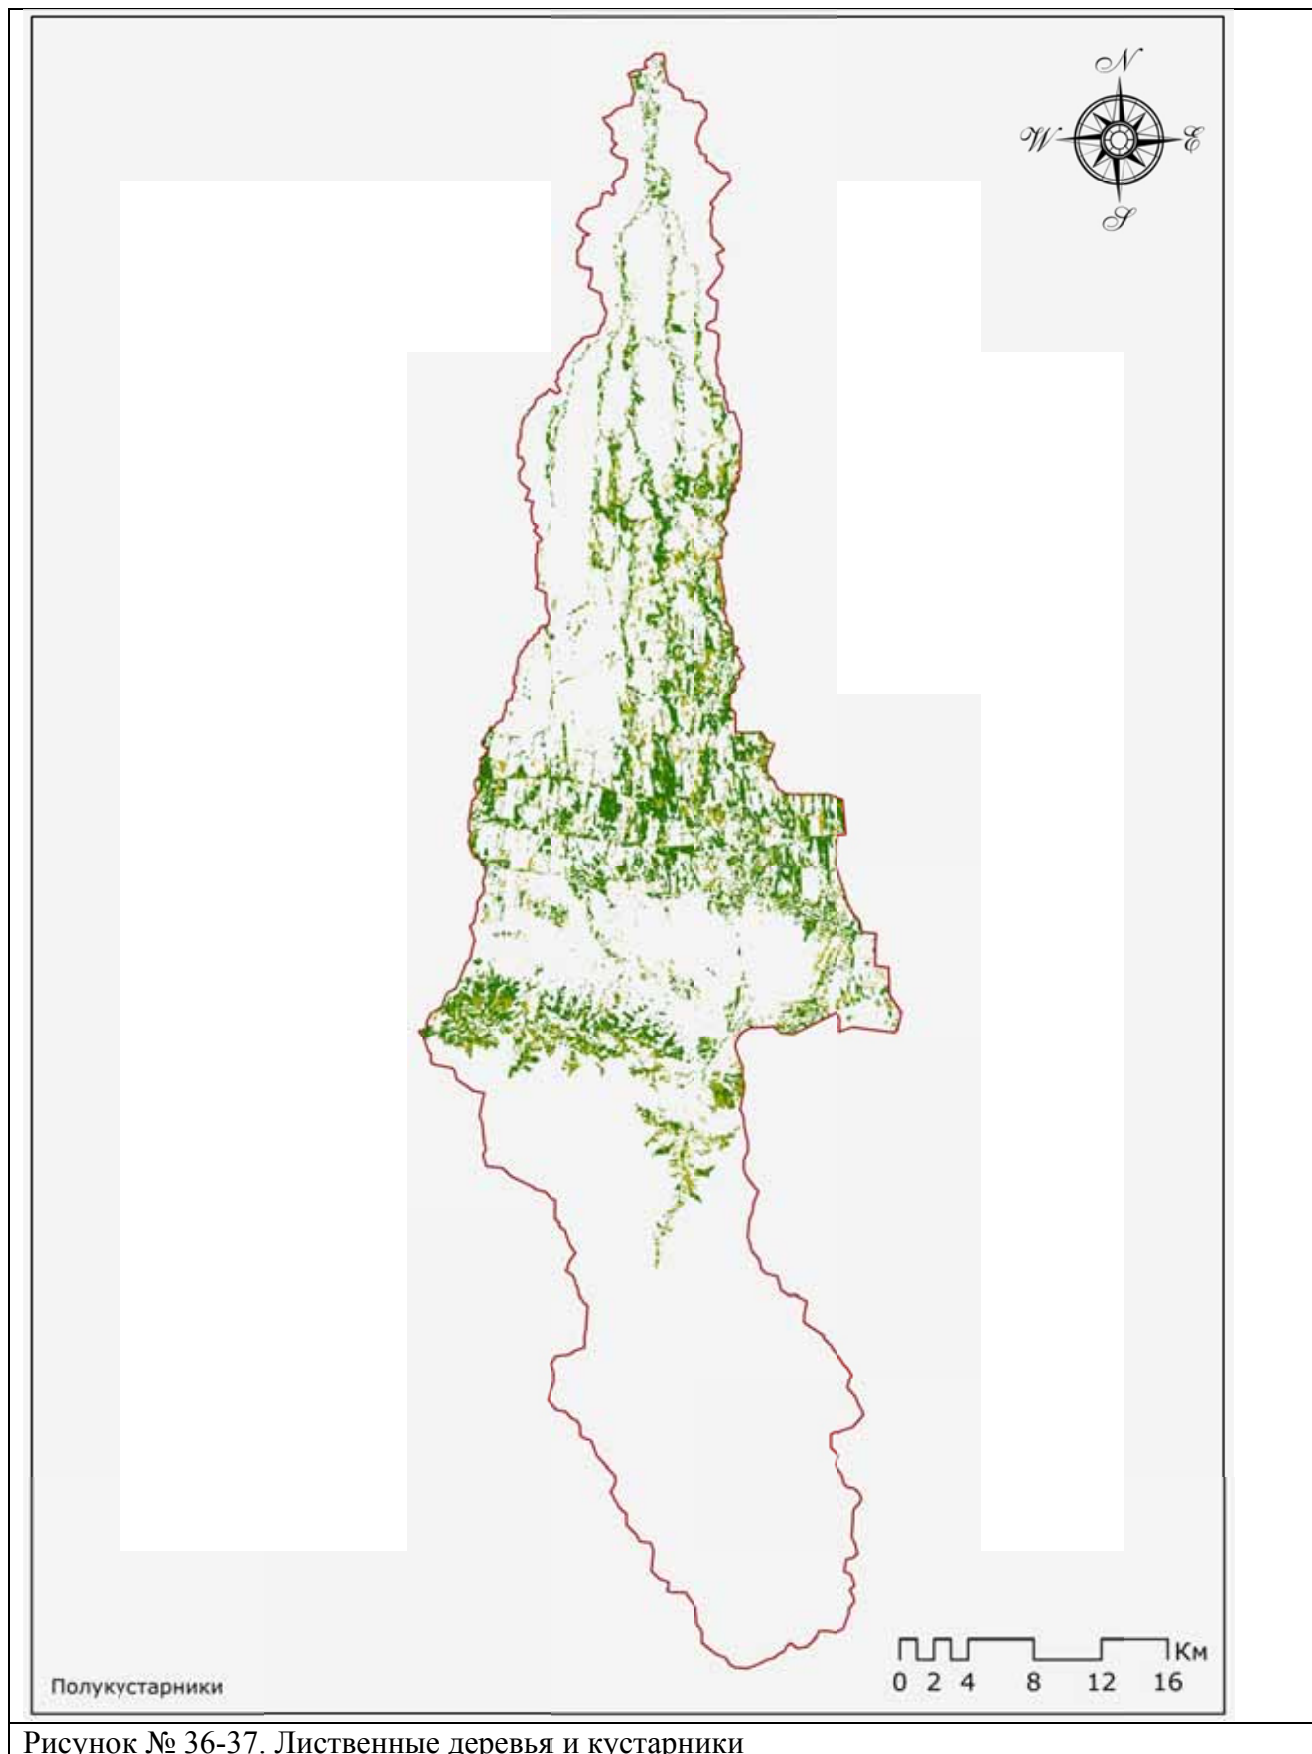 N
W E
S
Км
0 2 4 8 12 16
Полукустарники
Рисунок № 36-37. Лиственные деревья и кустарники